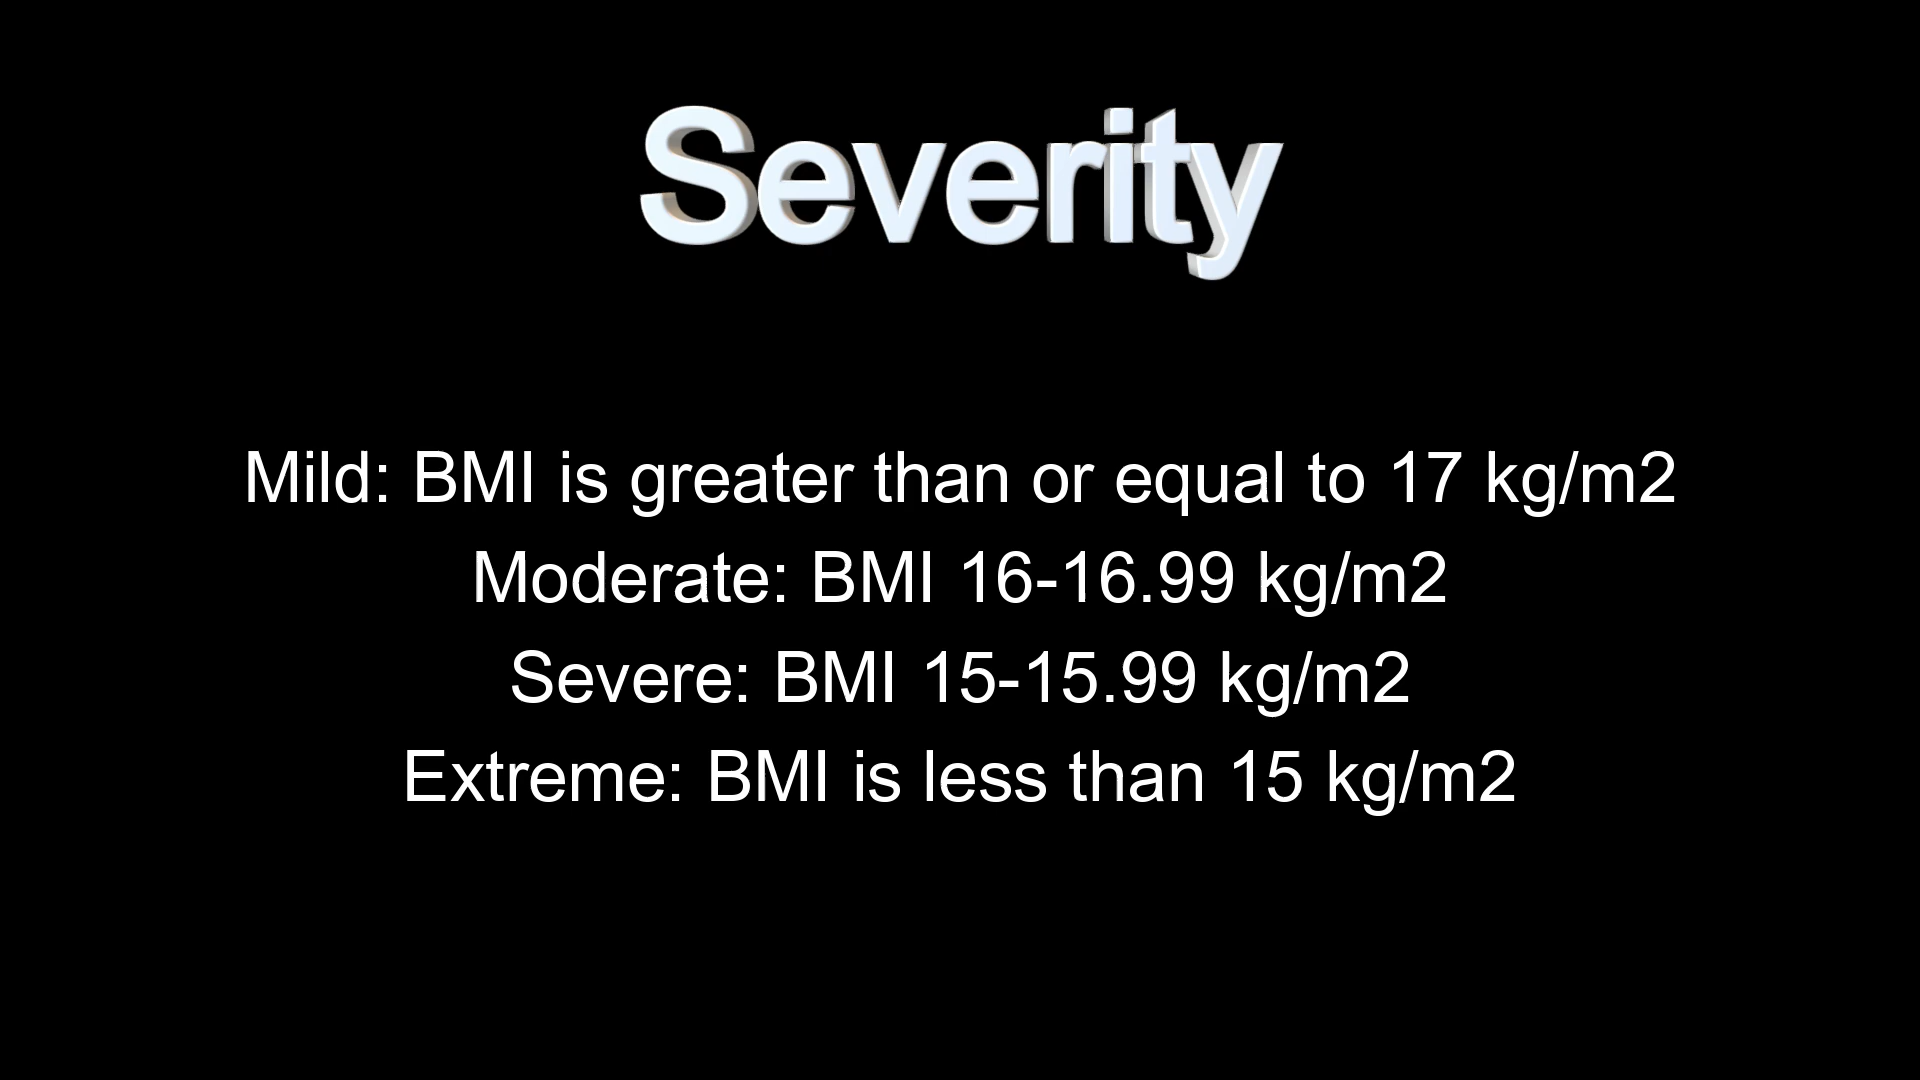 Severity
Mild: BMI is greater than or equal to 17 kg/m2
Moderate: BMI 16-16.99 kg/m2
Severe: BMI 15-15.99 kg/m2
Extreme: BMI is less than 15 kg/m2